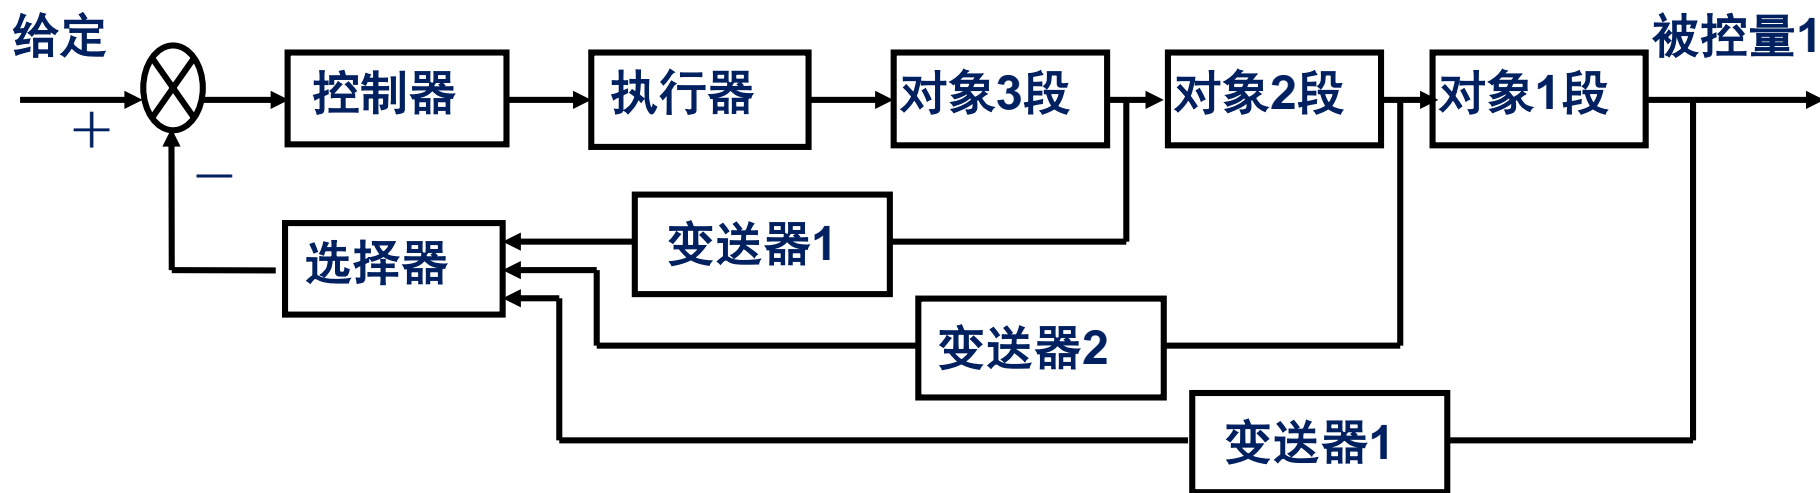 给定
被控量1
控制器
执行器
对象3段
对象2段
对象1段
+
—
选择器
变送器1
变送器2
变送器1